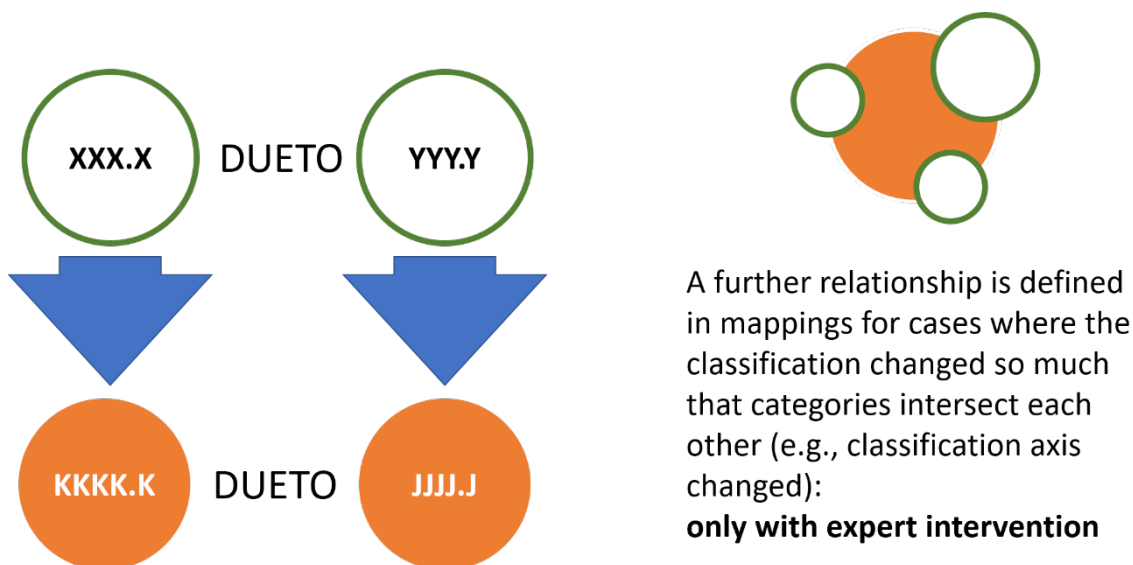 XXX.X DUETO YYY.Y
KKKK.K DUETO JJJJ.J
A further relationship is defined
in mappings for cases where the
classification changed so much
that categories intersect each
other (e.g., classification axis
changed):
only with expert intervention